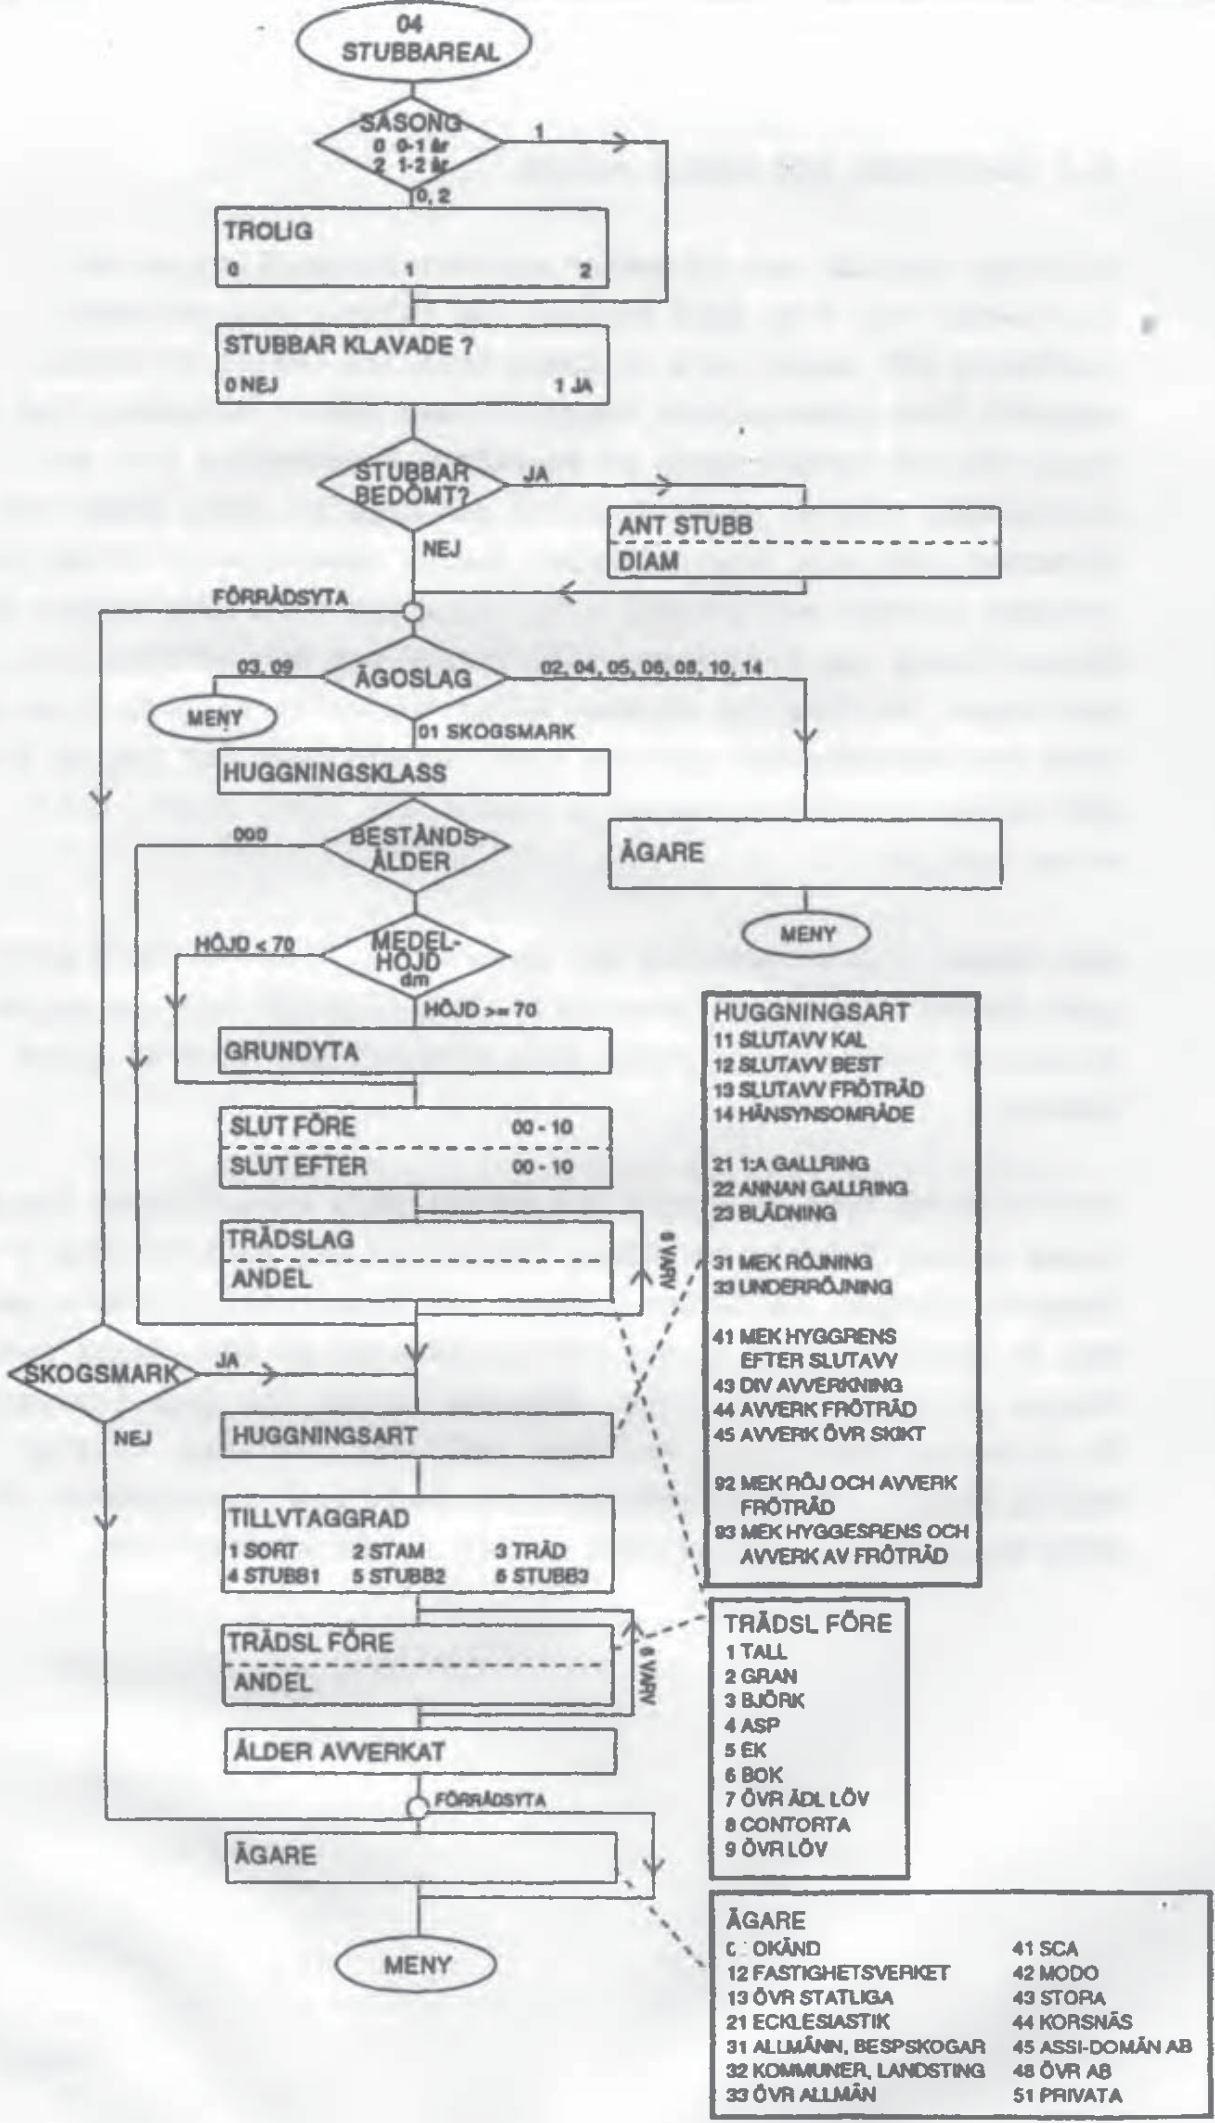 04
STUBBAREAL
SÄSONG
0 0-1 år
2 1-2 år
1
0, 2
TROLIG
0 1 2
STUBBAR KLAVADE ?
0 NEJ 1 JA
STUBBAR
BEDÖMT?
JA
NEJ
ANT STUBB
DIAM
FÖRRÅDSYTA
ÄGOSLAG
03, 09
02, 04, 05, 06, 08, 10, 14
MENY
01 SKOGSMARK
HUGGNINGSKLASS
000
BESTÅNDS-
ÅLDER
ÄGARE
MENY
HÖJD < 70
MEDEL-
HÖJD
dm
HÖJD >= 70
GRUNDYTA
SLUT FÖRE 00 - 10
SLUT EFTER 00 - 10
TRÄDSLAG
ANDEL
6 VARV
SKOGSMARK
JA
NEJ
HUGGNINGSART
TILLVTAGGRAD
1 SORT 2 STAM 3 TRÄD
4 STUBB1 5 STUBB2 6 STUBB3
TRÄDSL FÖRE
ANDEL
6 VARV
ÅLDER AVVERKAT
FÖRRÅDSYTA
ÄGARE
MENY
HUGGNINGSART
11 SLUTAVV KAL
12 SLUTAVV BEST
13 SLUTAVV FRÖTRÄD
14 HÄNSYNSOMRÅDE
21 1:A GALLRING
22 ANNAN GALLRING
23 BLÄDNING
31 MEK RÖJNING
33 UNDERRÖJNING
41 MEK HYGGRENS
EFTER SLUTAVV
43 DIV AVVERKNING
44 AVVERK FRÖTRÄD
45 AVVERK ÖVR SKIKT
92 MEK RÖJ OCH AVVERK
FRÖTRÄD
93 MEK HYGGESRENS OCH
AVVERK AV FRÖTRÄD
TRÄDSL FÖRE
1 TALL
2 GRAN
3 BJÖRK
4 ASP
5 EK
6 BOK
7 ÖVR ÄDL LÖV
8 CONTORTA
9 ÖVR LÖV
ÄGARE
OKÄND 41 SCA
12 FASTIGHETSVERKET 42 MODO
13 ÖVR STATLIGA 43 STORA
21 ECKLESIASTIK 44 KORSNÄS
31 ALLMÄNN, BESPSKOGAR 45 ASSI-DOMÄN AB
32 KOMMUNER, LANDSTING 48 ÖVR AB
33 ÖVR ALLMÄN 51 PRIVATA